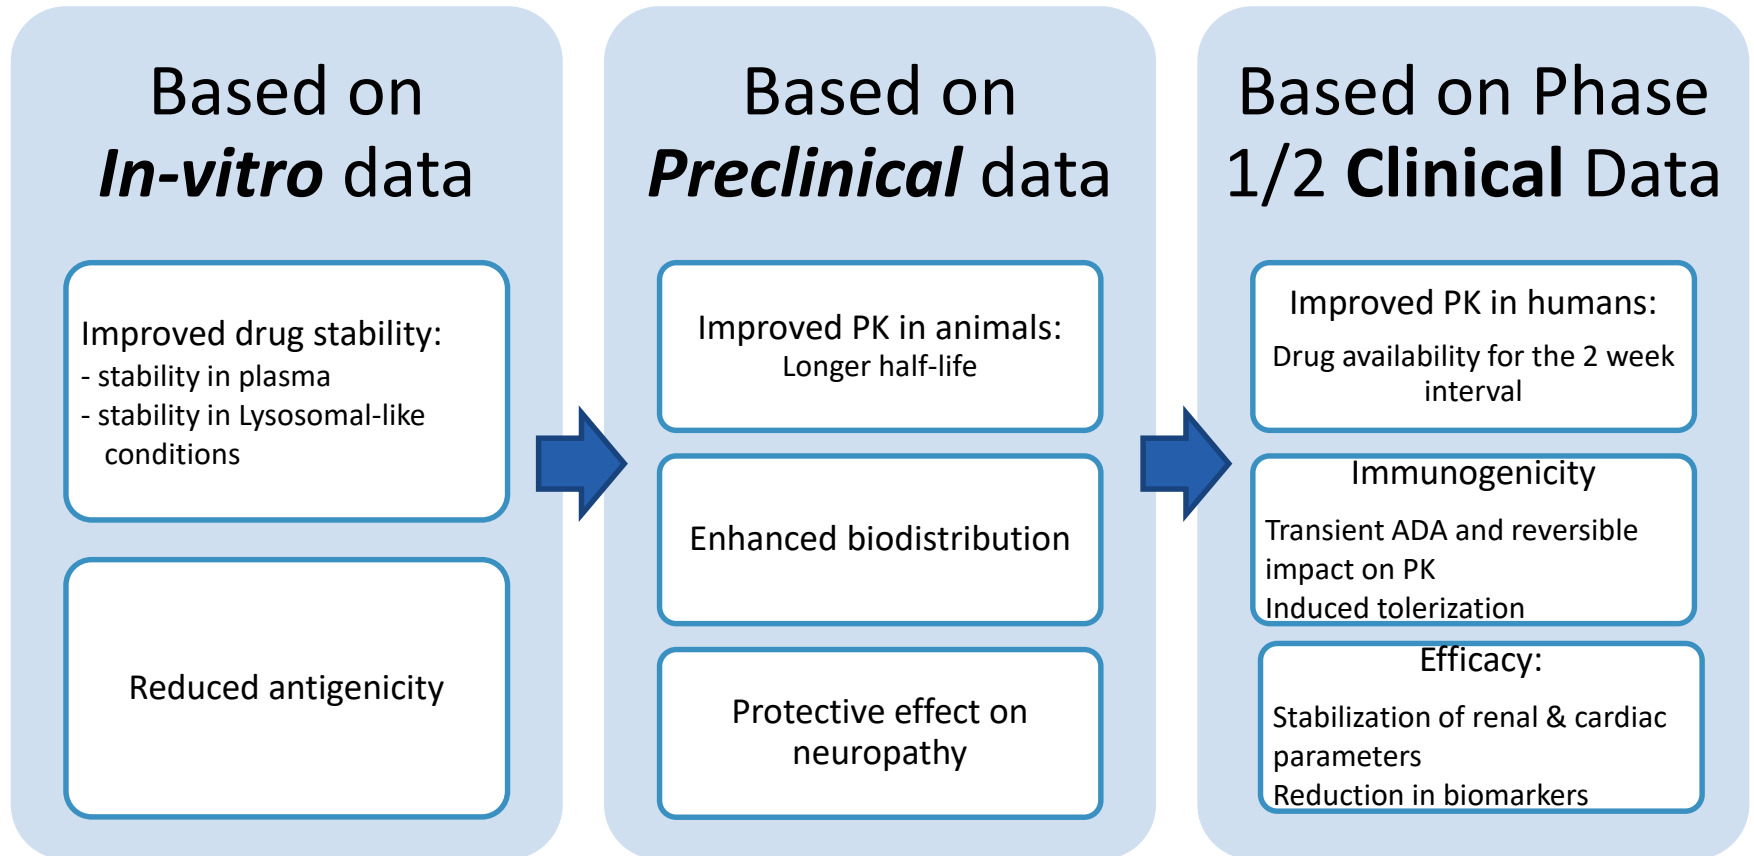 Based on
In-vitro data
Improved drug stability:
- stability in plasma
- stability in Lysosomal-like
conditions
Reduced antigenicity
Based on
Preclinical data
Improved PK in animals:
Longer half-life
Enhanced biodistribution
Protective effect on
neuropathy
Based on Phase
1/2 Clinical Data
Improved PK in humans:
Drug availability for the 2 week
interval
Immunogenicity
Transient ADA and reversible
impact on PK
Induced tolerization
Efficacy:
Stabilization of renal & cardiac
parameters
Reduction in biomarkers